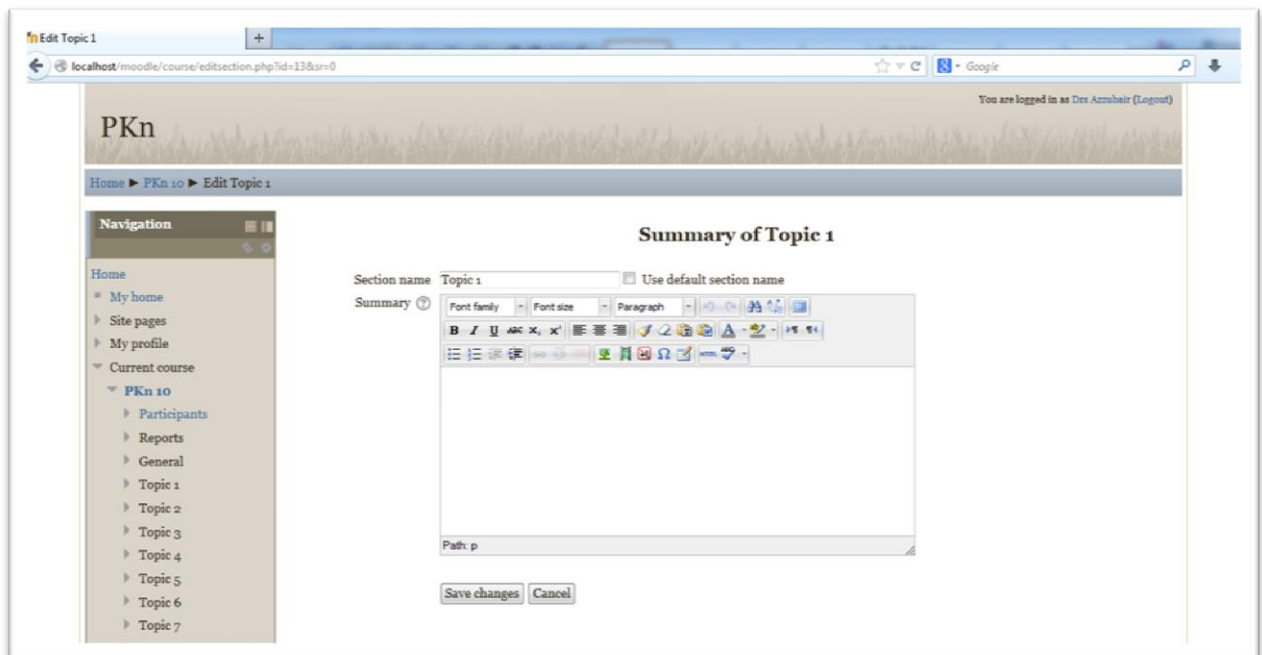 Edit Topic 1
localhost/moodle/course/editsection.php?id=13&sr=0
Google
You are logged in as Drs Azzubair (Logout)
PKn
Home ► PKn 10 ► Edit Topic 1
Navigation
Home
My home
Site pages
My profile
Current course
PKn 10
Participants
Reports
General
Topic 1
Topic 2
Topic 3
Topic 4
Topic 5
Topic 6
Topic 7
Summary of Topic 1
Section name Topic 1 Use default section name
Summary
Font family Font size Paragraph
B I U ABC X₂ X²
HTML
Path: p
Save changes Cancel